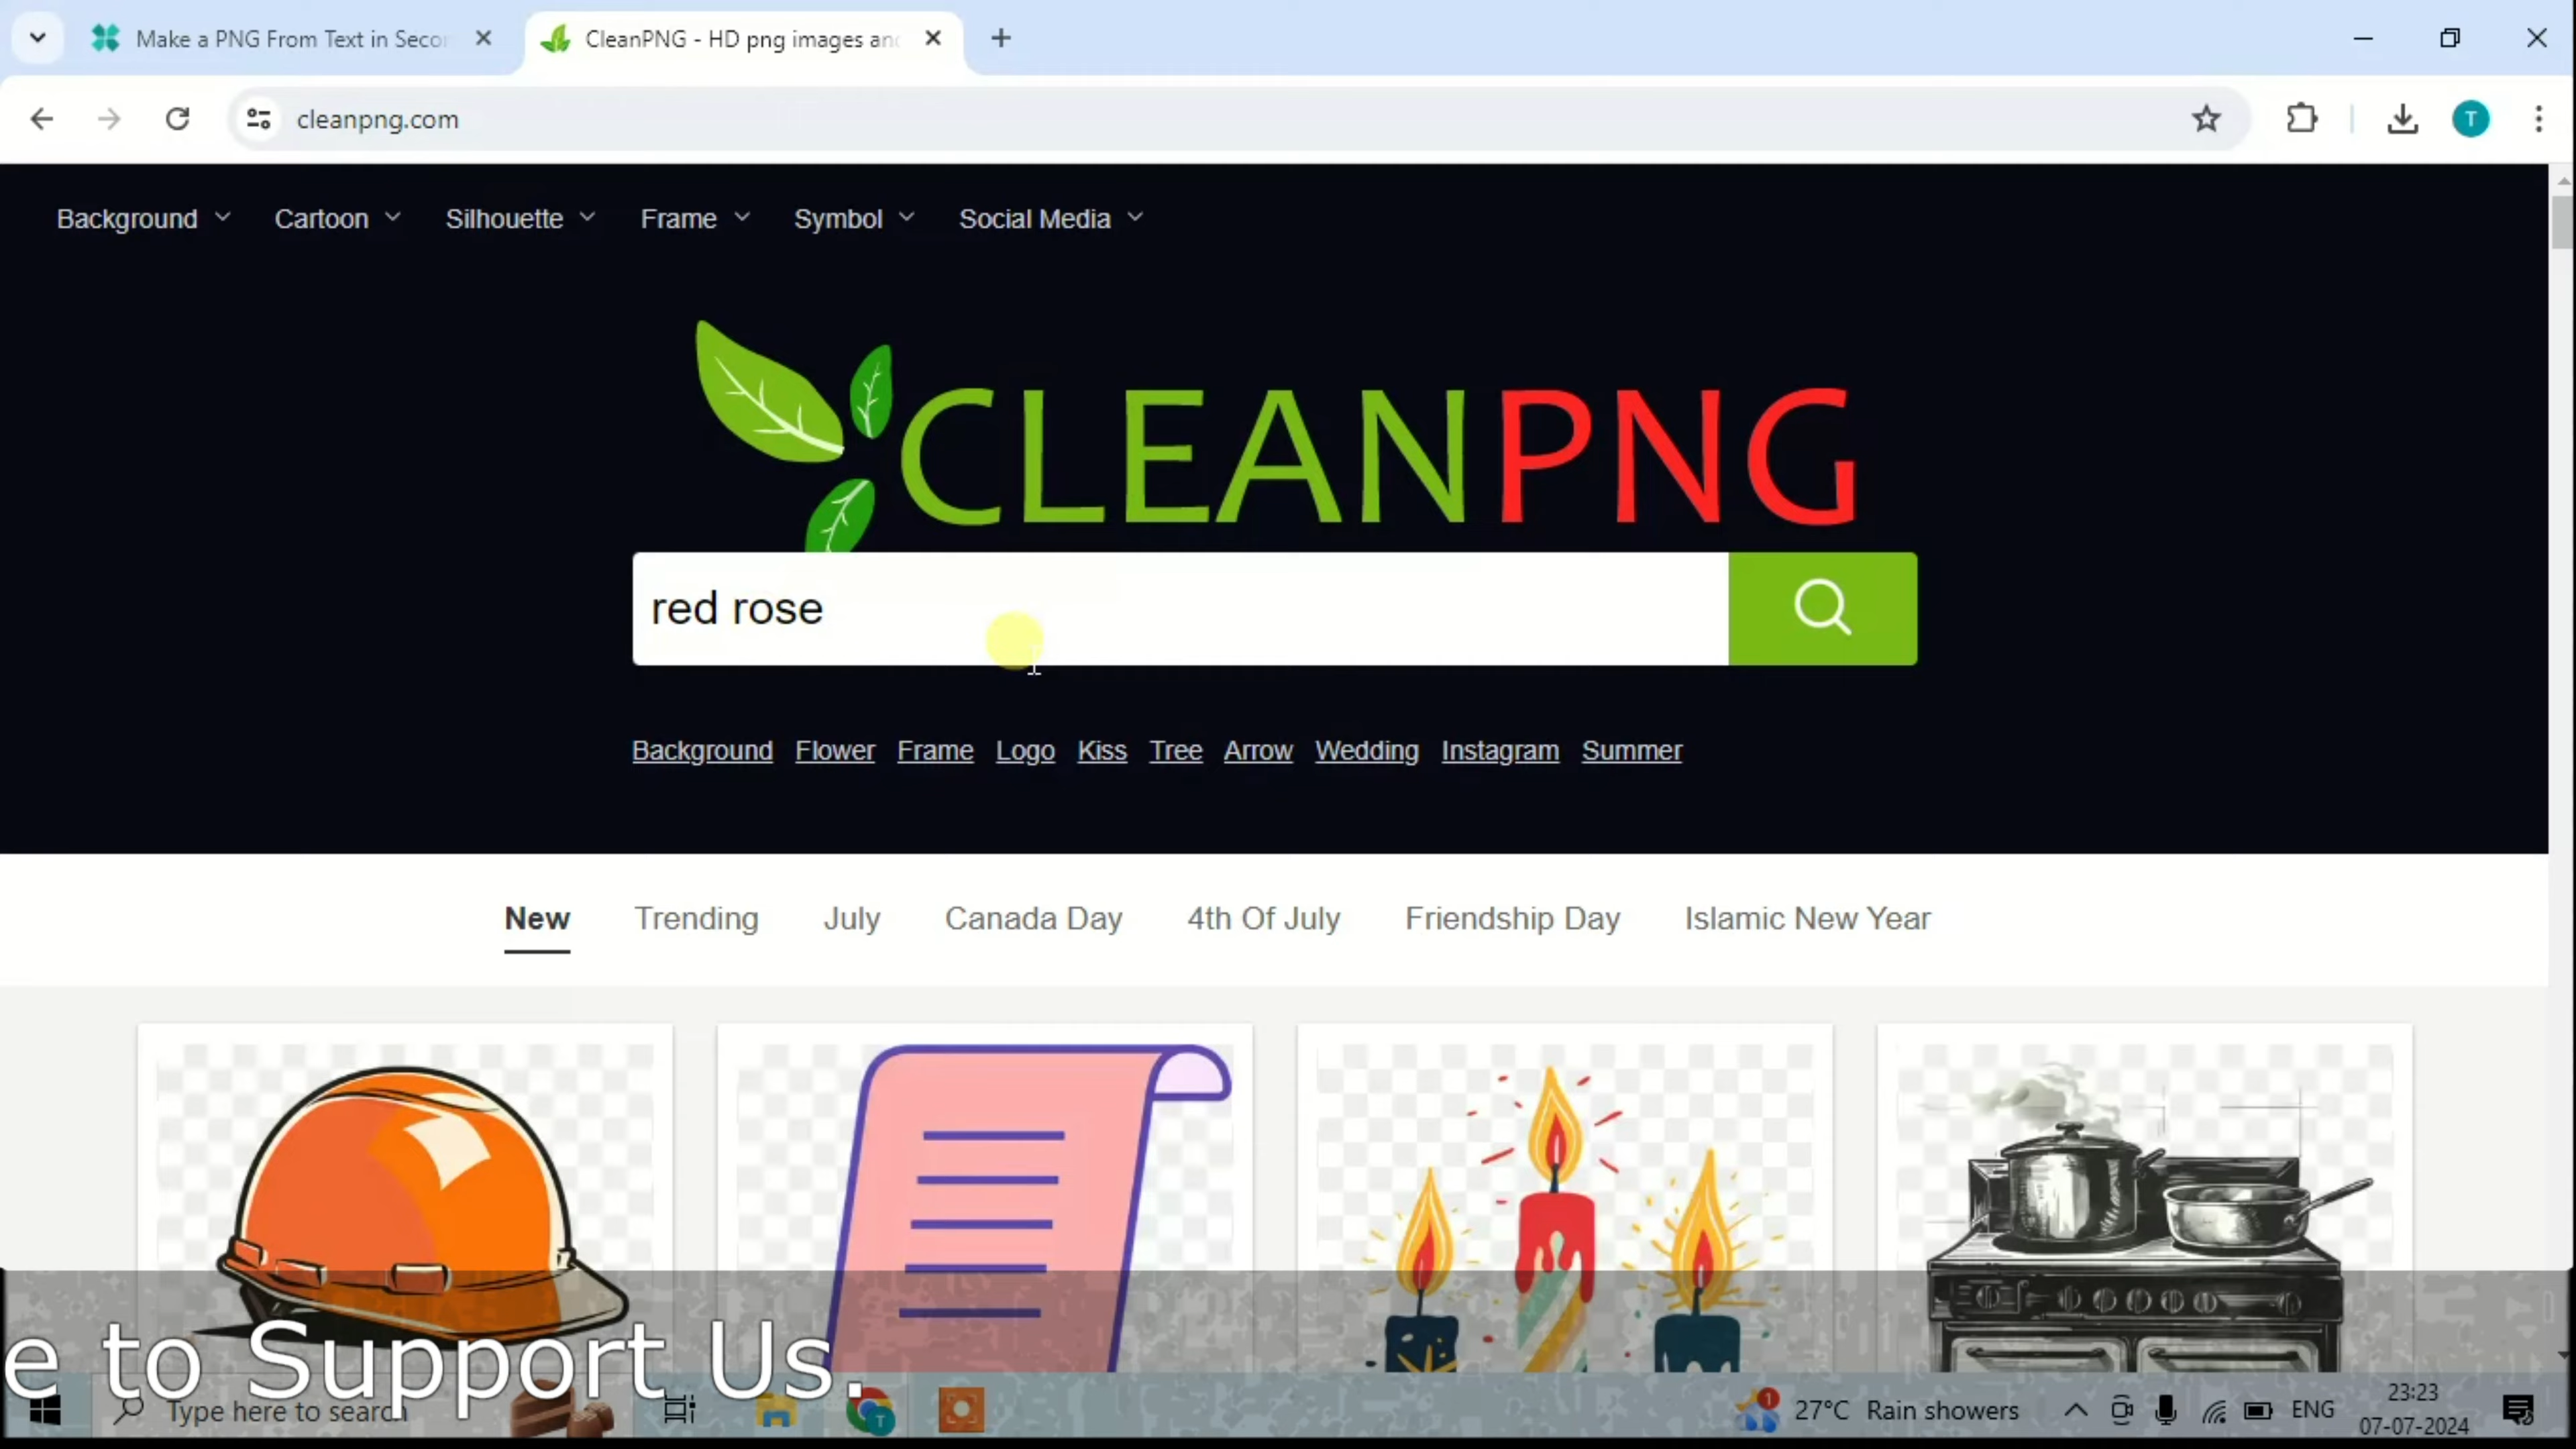 Make a PNG From Text in Secon
CleanPNG - HD png images and
cleanpng.com
T
Background Cartoon Silhouette Frame Symbol Social Media
CLEANPNG
red rose
Background Flower Frame Logo Kiss Tree Arrow Wedding Instagram Summer
New Trending July Canada Day 4th Of July Friendship Day Islamic New Year
e to Support Us.
Type here to search
T
1
27°C Rain showers
ENG
23:23
07-07-2024